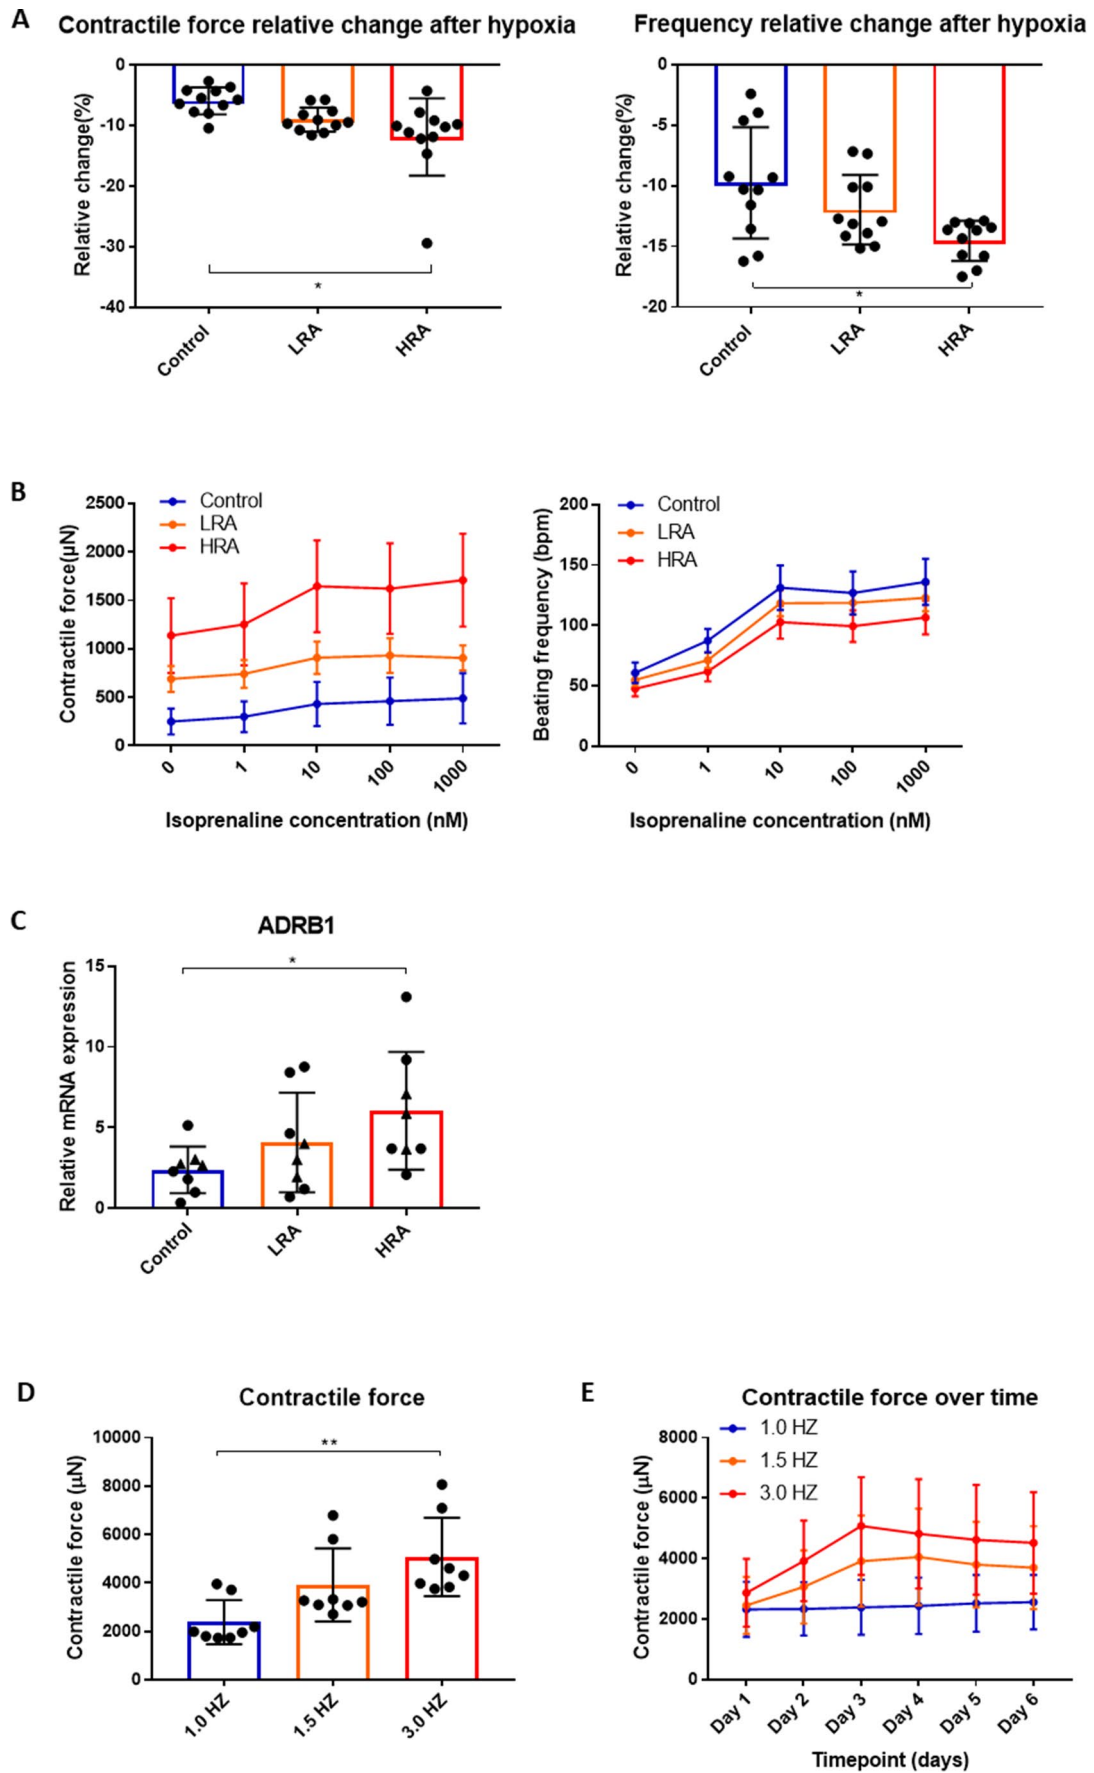 A
Contractile force relative change after hypoxia
Frequency relative change after hypoxia
Relative change(%)
0
-10
-20
-30
-40
*
Control
LRA
HRA
Relative change(%)
0
-5
-10
-15
-20
*
Control
LRA
HRA
B
Contractile force(µN)
2500
2000
1500
1000
500
0
Control
LRA
HRA
0
1
10
100
1000
Isoprenaline concentration (nM)
Beating frequency (bpm)
200
150
100
50
0
Control
LRA
HRA
0
1
10
100
1000
Isoprenaline concentration (nM)
C
ADRB1
Relative mRNA expression
15
10
5
0
*
Control
LRA
HRA
D
Contractile force
Contractile force (µN)
10000
8000
6000
4000
2000
0
**
1.0 HZ
1.5 HZ
3.0 HZ
E
Contractile force over time
Contractile force (µN)
8000
6000
4000
2000
0
1.0 HZ
1.5 HZ
3.0 HZ
Day 1
Day 2
Day 3
Day 4
Day 5
Day 6
Timepoint (days)